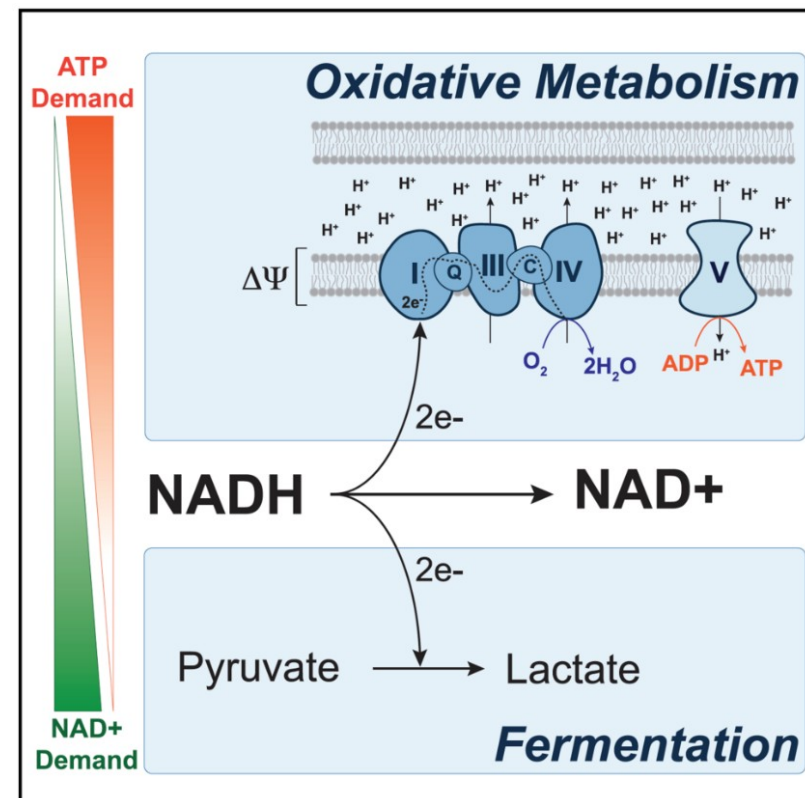 ATP
Demand
Oxidative Metabolism
H⁺ H⁺ H⁺ H⁺ H⁺ H⁺ H⁺ H⁺ H⁺ H⁺
H⁺ H⁺ H⁺ H⁺ H⁺ H⁺ H⁺ H⁺
H⁺ H⁺ H⁺ H⁺ H⁺ H⁺ H⁺
ΔΨ
I Q III C IV V
2e-
O₂ 2H₂O ADP H⁺ ATP
2e-
NADH NAD+
2e-
Pyruvate Lactate
NAD+
Demand
Fermentation